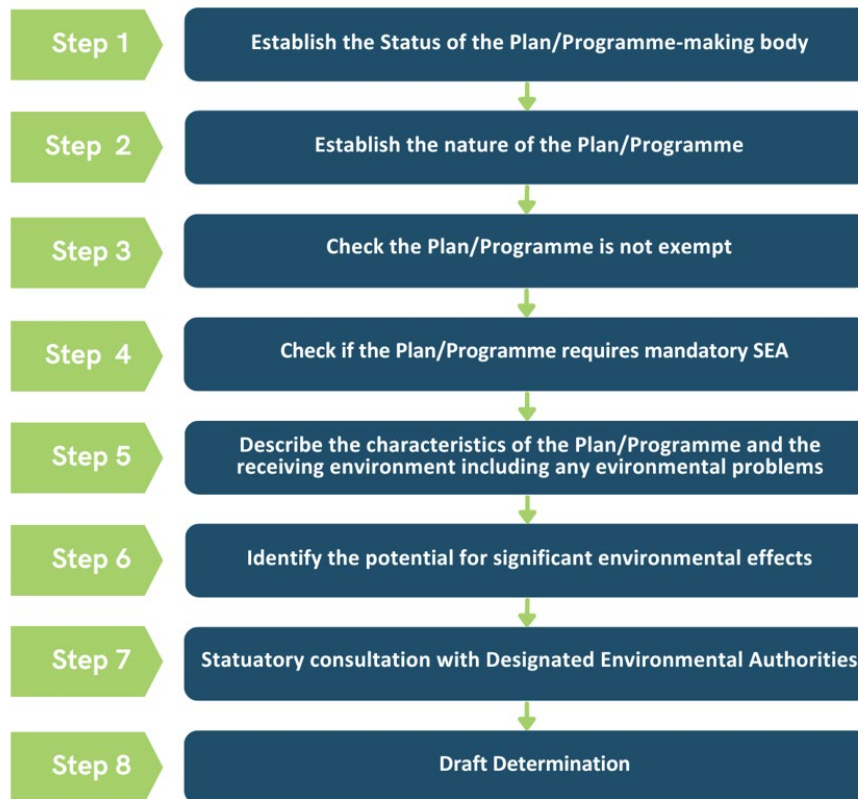 Step 1
Establish the Status of the Plan/Programme-making body
Step 2
Establish the nature of the Plan/Programme
Step 3
Check the Plan/Programme is not exempt
Step 4
Check if the Plan/Programme requires mandatory SEA
Step 5
Describe the characteristics of the Plan/Programme and the
receiving environment including any evironmental problems
Step 6
Identify the potential for significant environmental effects
Step 7
Statuatory consultation with Designated Environmental Authorities
Step 8
Draft Determination